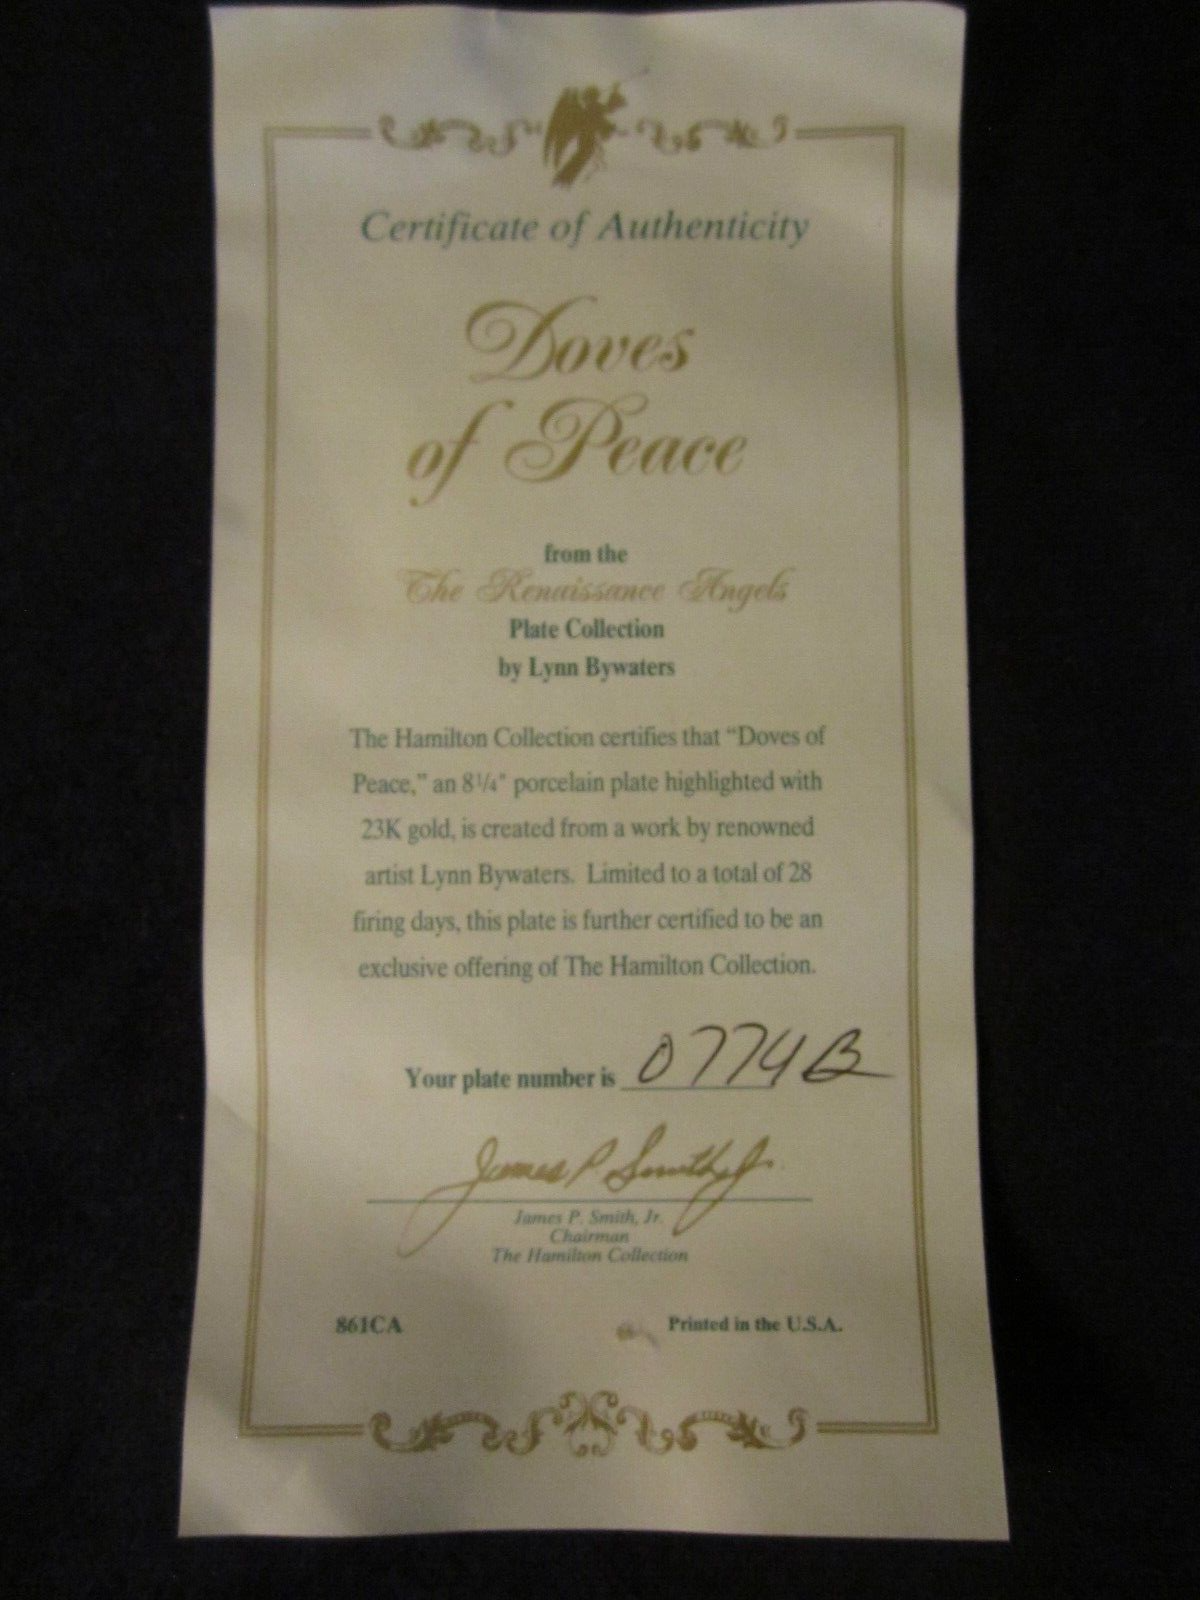 Certificate of Authenticity
Doves
of Peace
from the
The Renaissance Angels
Plate Collection
by Lynn Bywaters
The Hamilton Collection certifies that “Doves of
Peace,” an 8¼" porcelain plate highlighted with
23K gold, is created from a work by renowned
artist Lynn Bywaters. Limited to a total of 28
firing days, this plate is further certified to be an
exclusive offering of The Hamilton Collection.
Your plate number is 0774B
James P. Smith, Jr.
James P. Smith, Jr.
Chairman
The Hamilton Collection
861CA Printed in the U.S.A.